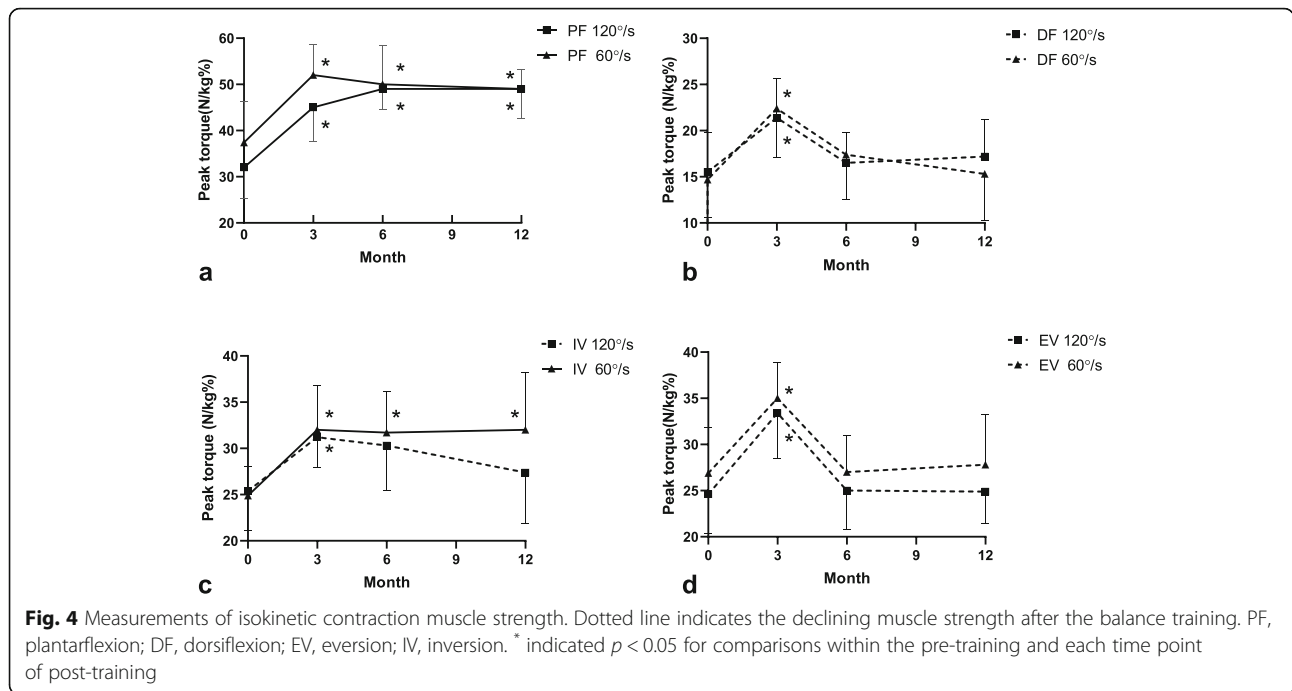 PF 120°/s
PF 60°/s
60
50
40
30
20
Peak torque(N/kg%)
* * *
* * *
0 3 6 9 12
Month
a
DF 120°/s
DF 60°/s
30
25
20
15
10
Peak torque(N/kg%)
*
*
0 3 6 9 12
Month
b
IV 120°/s
IV 60°/s
40
35
30
25
20
Peak torque (N/kg%)
* * *
*
0 3 6 9 12
Month
c
EV 120°/s
EV 60°/s
40
35
30
25
20
Peak torque(N/kg%)
*
*
0 3 6 9 12
Month
d
Fig. 4 Measurements of isokinetic contraction muscle strength. Dotted line indicates the declining muscle strength after the balance training. PF,
plantarflexion; DF, dorsiflexion; EV, eversion; IV, inversion. * indicated p < 0.05 for comparisons within the pre-training and each time point
of post-training